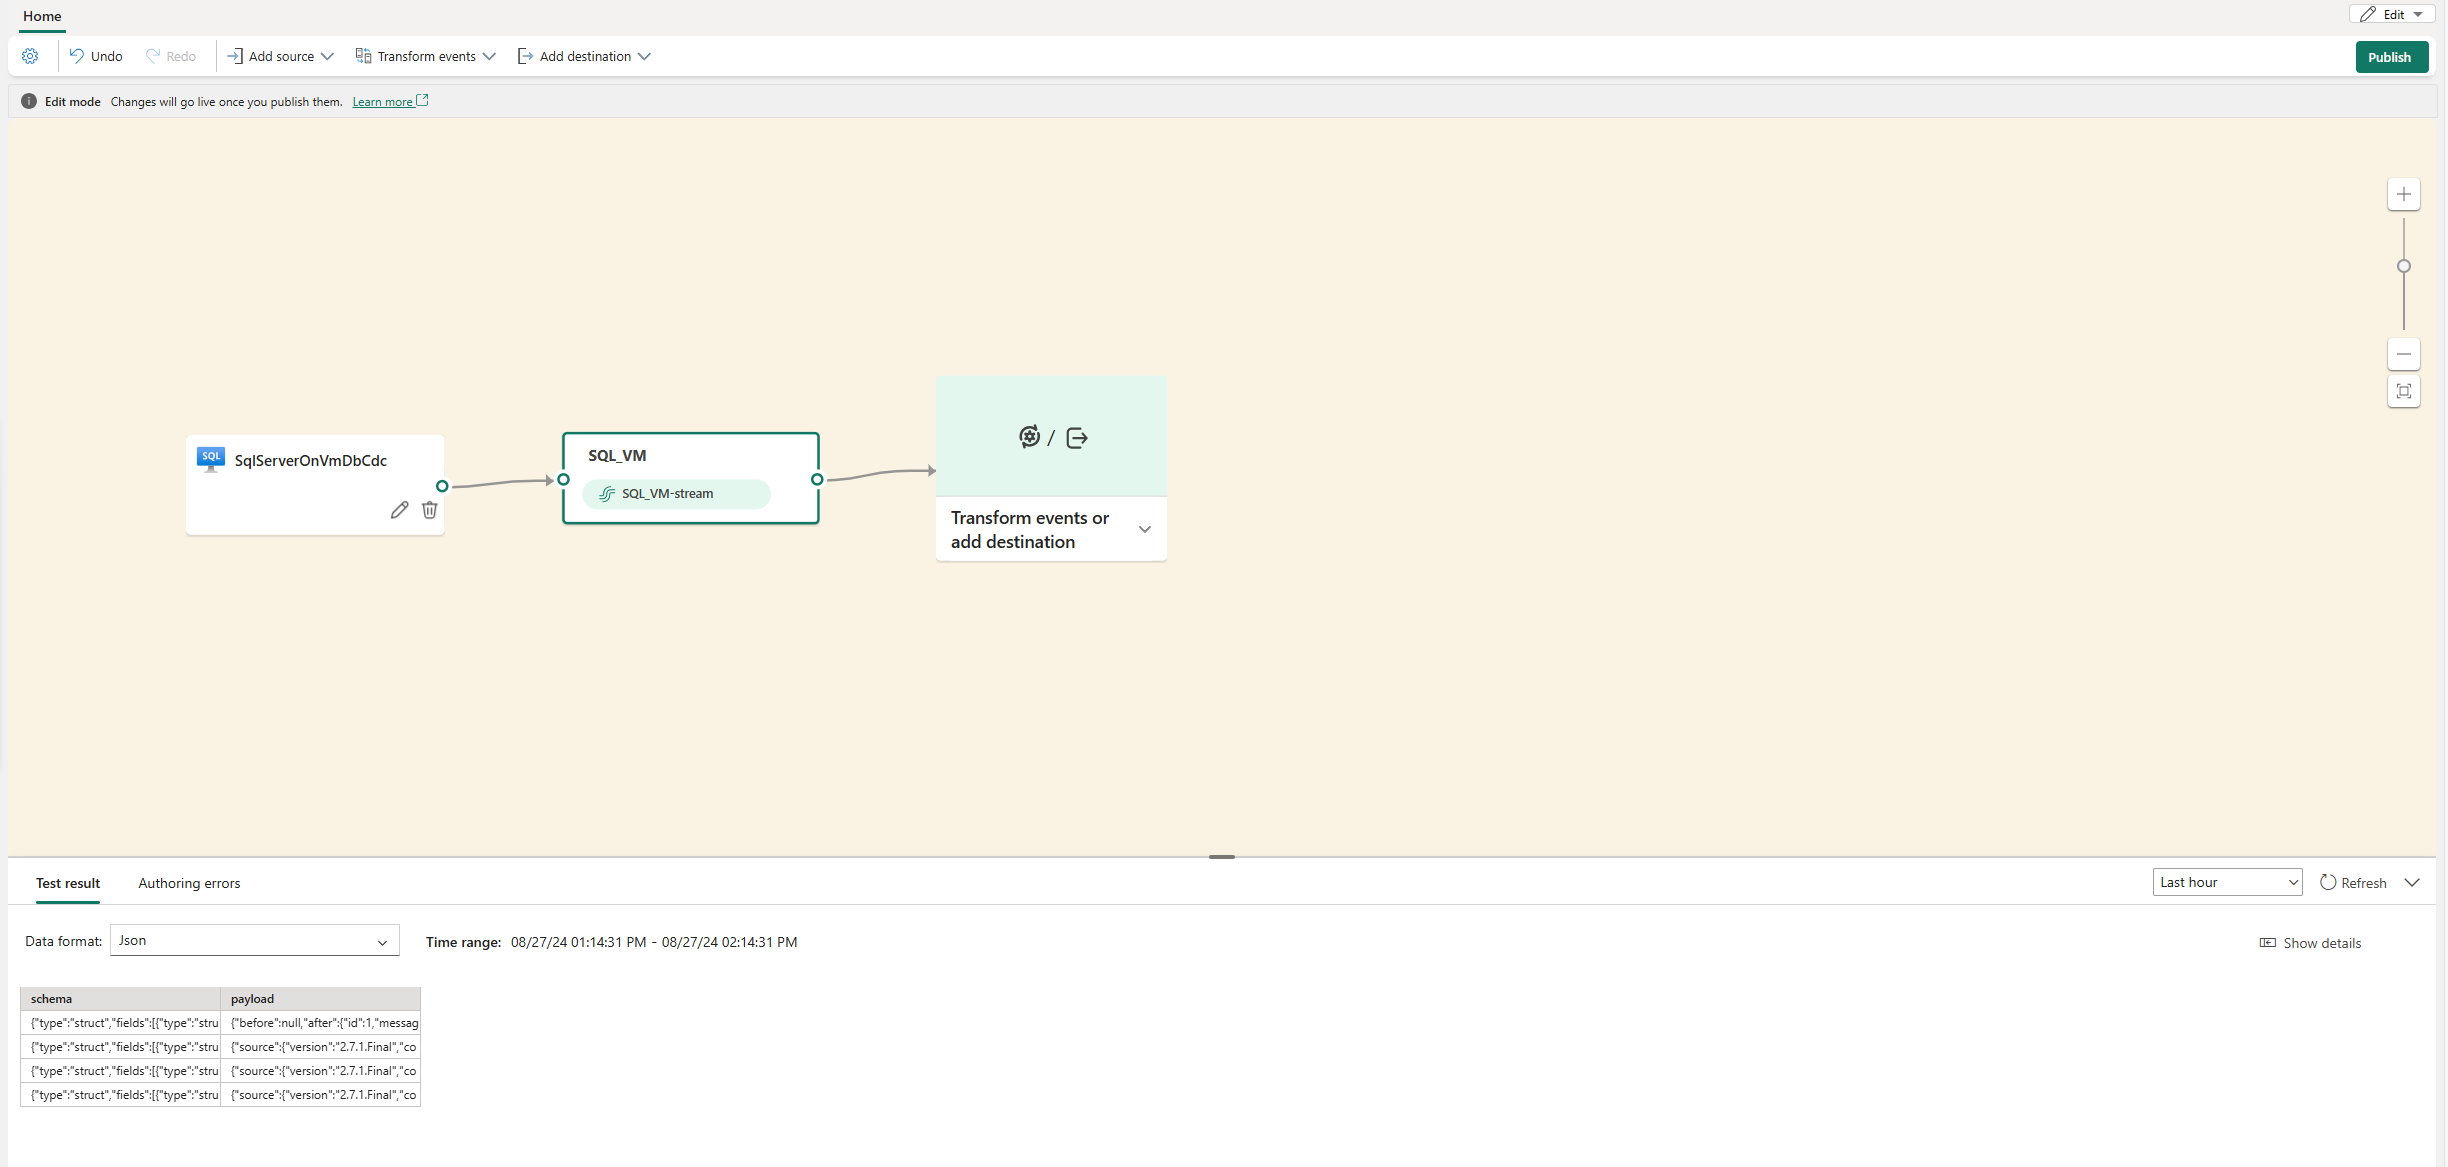 Home
Edit
Undo
Redo
Add source
Transform events
Add destination
Publish
Edit mode Changes will go live once you publish them. Learn more
SQL
SqlServerOnVmDbCdc
SQL_VM
SQL_VM-stream
/
Transform events or
add destination
Test result
Authoring errors
Last hour
Refresh
Data format: Json
Time range: 08/27/24 01:14:31 PM - 08/27/24 02:14:31 PM
Show details
schema payload
{"type":"struct","fields":[{"type":"stru {"before":null,"after":{"id":1,"messag
{"type":"struct","fields":[{"type":"stru {"source":{"version":"2.7.1.Final","co
{"type":"struct","fields":[{"type":"stru {"source":{"version":"2.7.1.Final","co
{"type":"struct","fields":[{"type":"stru {"source":{"version":"2.7.1.Final","co